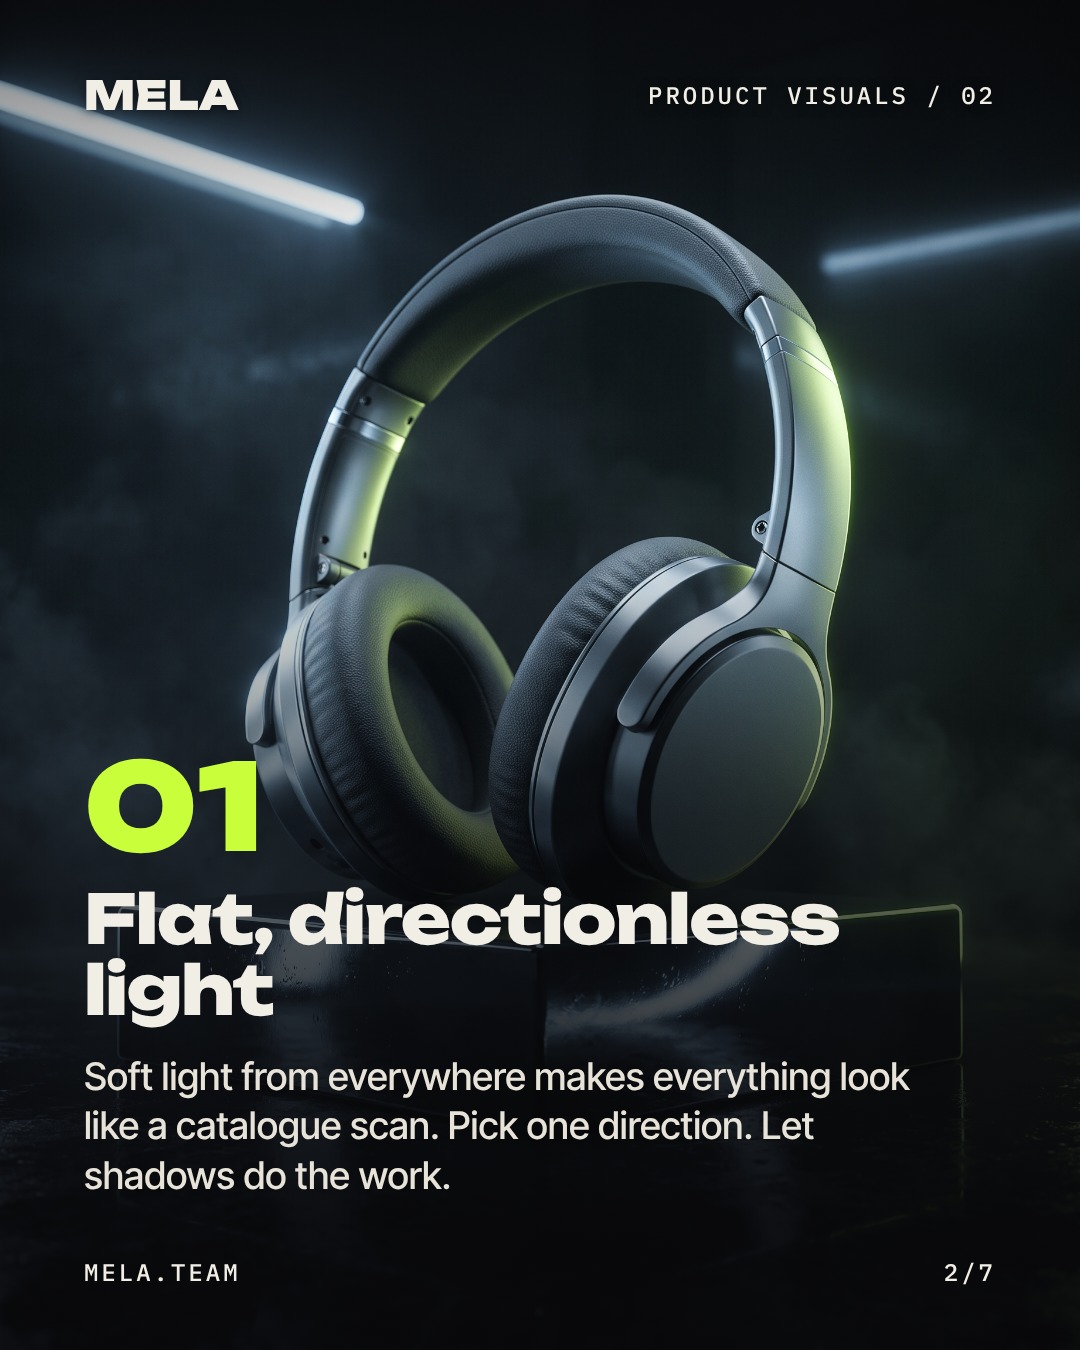 MELA
PRODUCT VISUALS / 02
01
Flat, directionless
light
Soft light from everywhere makes everything look
like a catalogue scan. Pick one direction. Let
shadows do the work.
MELA.TEAM
2/7